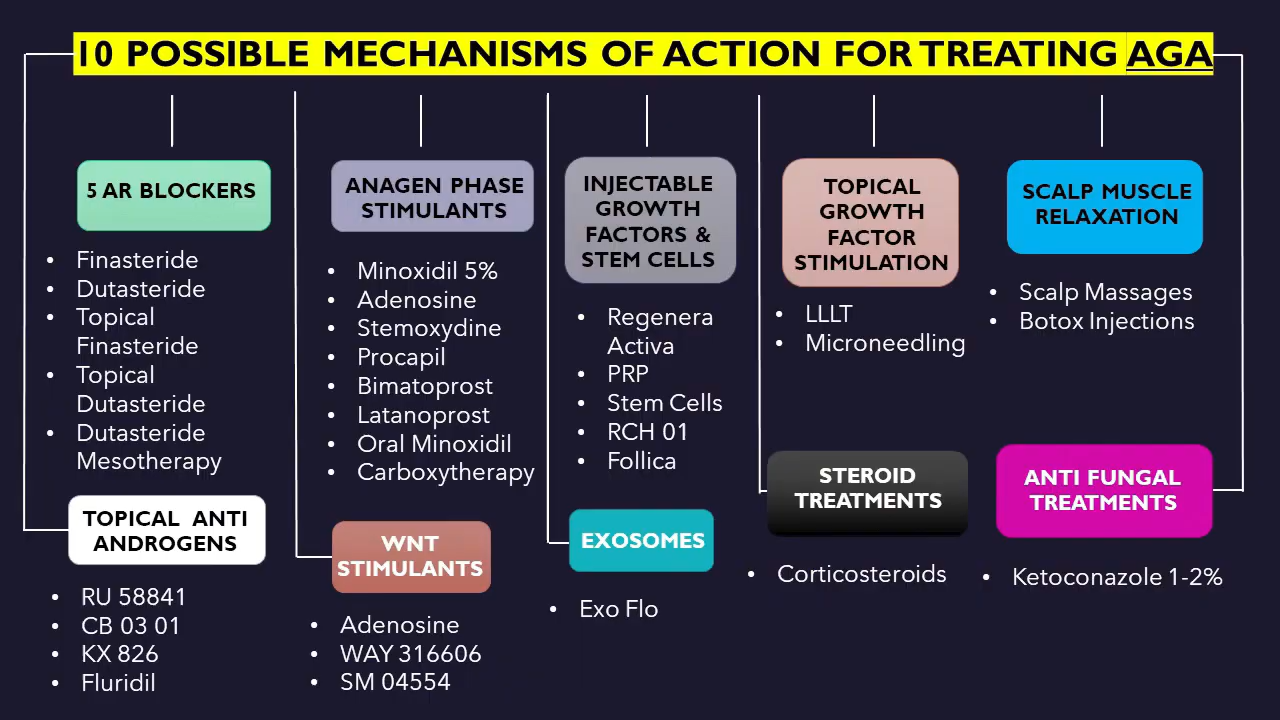 10 POSSIBLE MECHANISMS OF ACTION FOR TREATING AGA
5 AR BLOCKERS
• Finasteride
• Dutasteride
• Topical
Finasteride
• Topical
Dutasteride
• Dutasteride
Mesotherapy
TOPICAL ANTI
ANDROGENS
• RU 58841
• CB 03 01
• KX 826
• Fluridil
ANAGEN PHASE
STIMULANTS
• Minoxidil 5%
• Adenosine
• Stemoxydine
• Procapil
• Bimatoprost
• Latanoprost
• Oral Minoxidil
• Carboxytherapy
WNT
STIMULANTS
• Adenosine
• WAY 316606
• SM 04554
INJECTABLE
GROWTH
FACTORS &
STEM CELLS
• Regenera
Activa
• PRP
• Stem Cells
• RCH 01
• Follica
EXOSOMES
• Exo Flo
TOPICAL
GROWTH
FACTOR
STIMULATION
• LLLT
• Microneedling
STEROID
TREATMENTS
• Corticosteroids
SCALP MUSCLE
RELAXATION
• Scalp Massages
• Botox Injections
ANTI FUNGAL
TREATMENTS
• Ketoconazole 1-2%